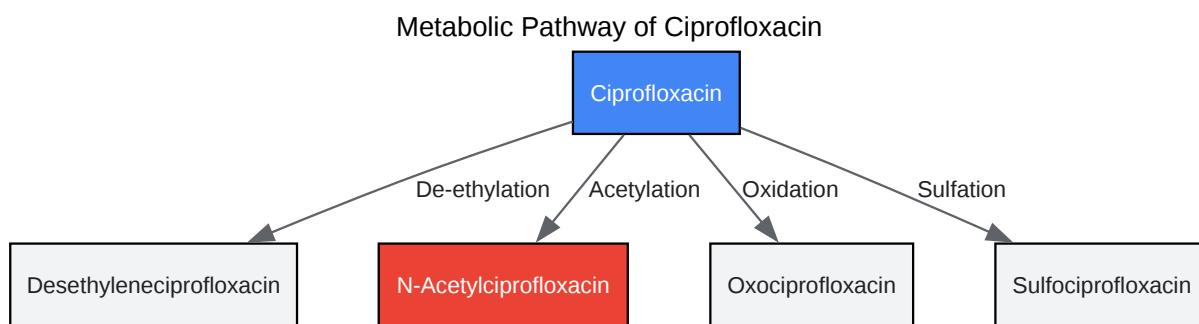 Metabolic Pathway of Ciprofloxacin
Ciprofloxacin
De-ethylation
Acetylation
Oxidation
Sulfation
Desethyleneciprofloxacin
N-Acetylciprofloxacin
Oxociprofloxacin
Sulfociprofloxacin